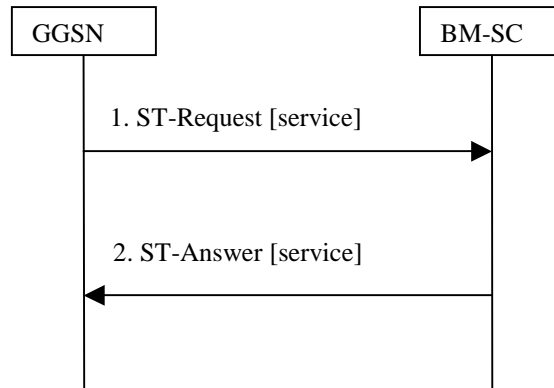 GGSN
BM-SC
1. ST-Request [service]
2. ST-Answer [service]